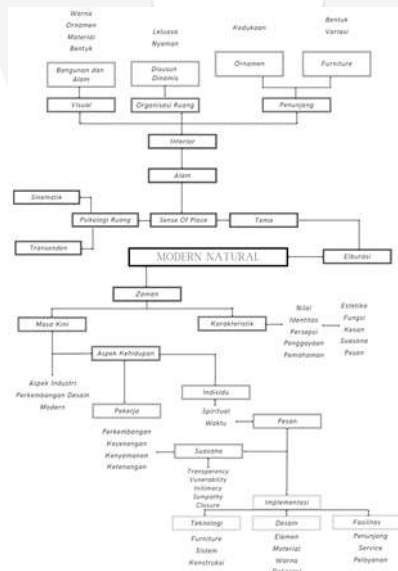 Warna
Ornamen
Material
Bentuk
Leluasa
Nyaman
Kedukaan
Bentuk
Variasi
Bangunan dan
Alam
Disusun
Dinamis
Ornamen
Furniture
Visual
Organisasi Ruang
Penunjang
Interior
Alam
Sinematik
Psikologi Ruang
Sense Of Place
Tema
Transenden
MODERN NATURAL
Elburasi
Zaman
Masa Kini
Karakteristik
Nilai
Identitas
Persepsi
Penggayaan
Pemahaman
Estetika
Fungsi
Kesan
Suasana
Pesan
Aspek Kehidupan
Aspek Industri
Perkembangan Desain
Modern
Individu
Pekerja
Spiritual
Waktu
Pesan
Perkembangan
Kesenangan
Kenyamanan
Ketenangan
Suasana
Transparency
Vunerability
Initimacy
Sympathy
Closure
Implementasi
Teknologi
Desain
Fasilitas
Furniture
Sistem
Konstruksi
Elemen
Material
Warna
Penunjang
Service
Pelayanan